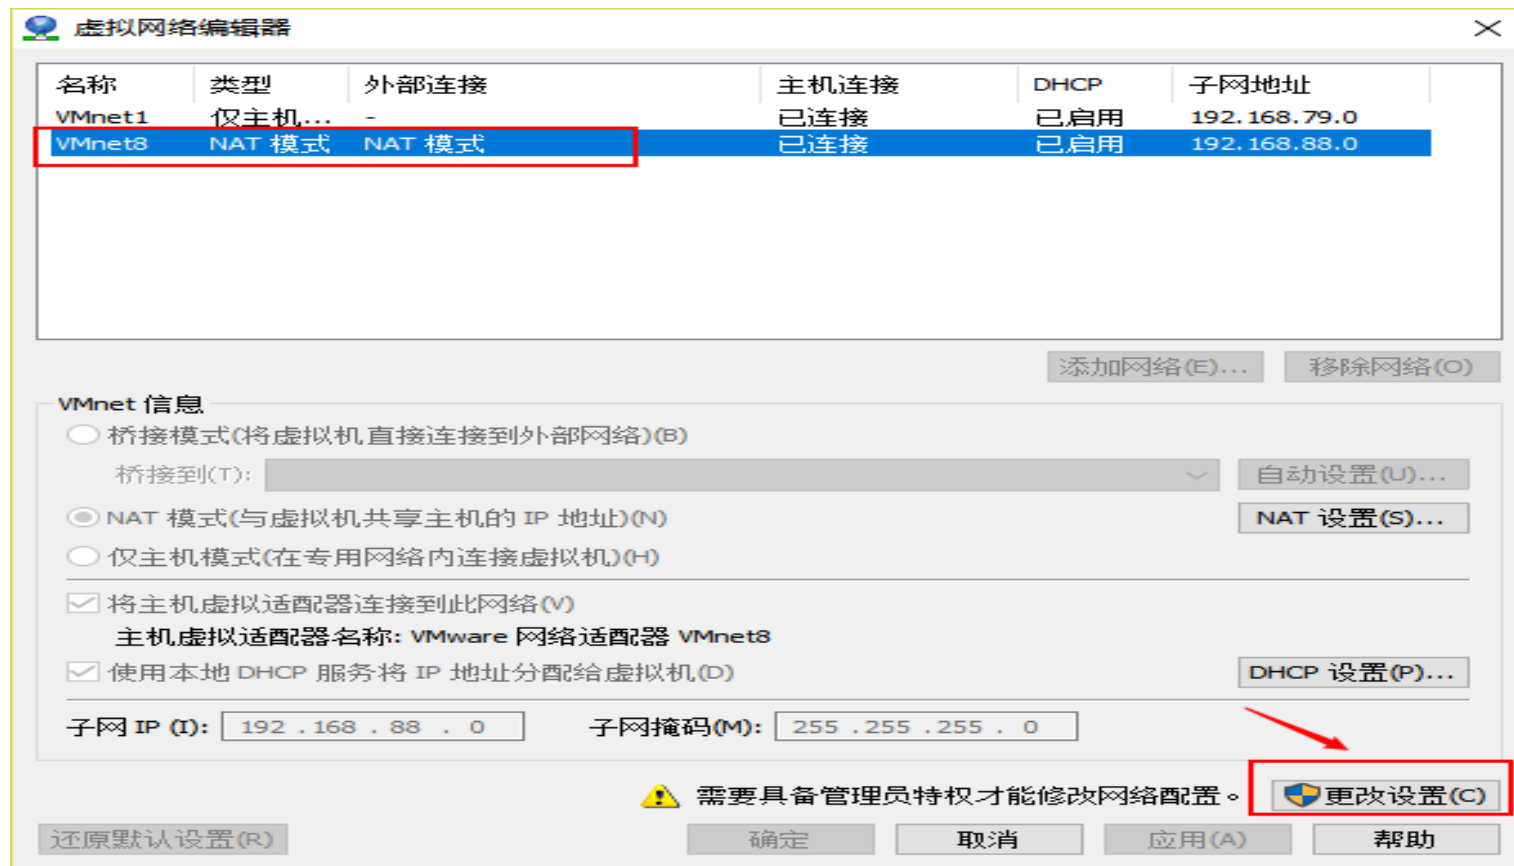 虚拟网络编辑器
名称 类型 外部连接 主机连接 DHCP 子网地址
VMnet1 仅主机... - 已连接 已启用 192.168.79.0
VMnet8 NAT 模式 NAT 模式 已连接 已启用 192.168.88.0
添加网络(E)... 移除网络(O)
VMnet 信息
桥接模式(将虚拟机直接连接到外部网络)(B)
桥接到(T): 自动设置(U)...
NAT 模式(与虚拟机共享主机的 IP 地址)(N) NAT 设置(S)...
仅主机模式(在专用网络内连接虚拟机)(H)
将主机虚拟适配器连接到此网络(V)
主机虚拟适配器名称: VMware 网络适配器 VMnet8
使用本地 DHCP 服务将 IP 地址分配给虚拟机(D) DHCP 设置(P)...
子网 IP (I): 192 . 168 . 88 . 0 子网掩码(M): 255 . 255 . 255 . 0
需要具备管理员特权才能修改网络配置。 更改设置(C)
还原默认设置(R) 确定 取消 应用(A) 帮助